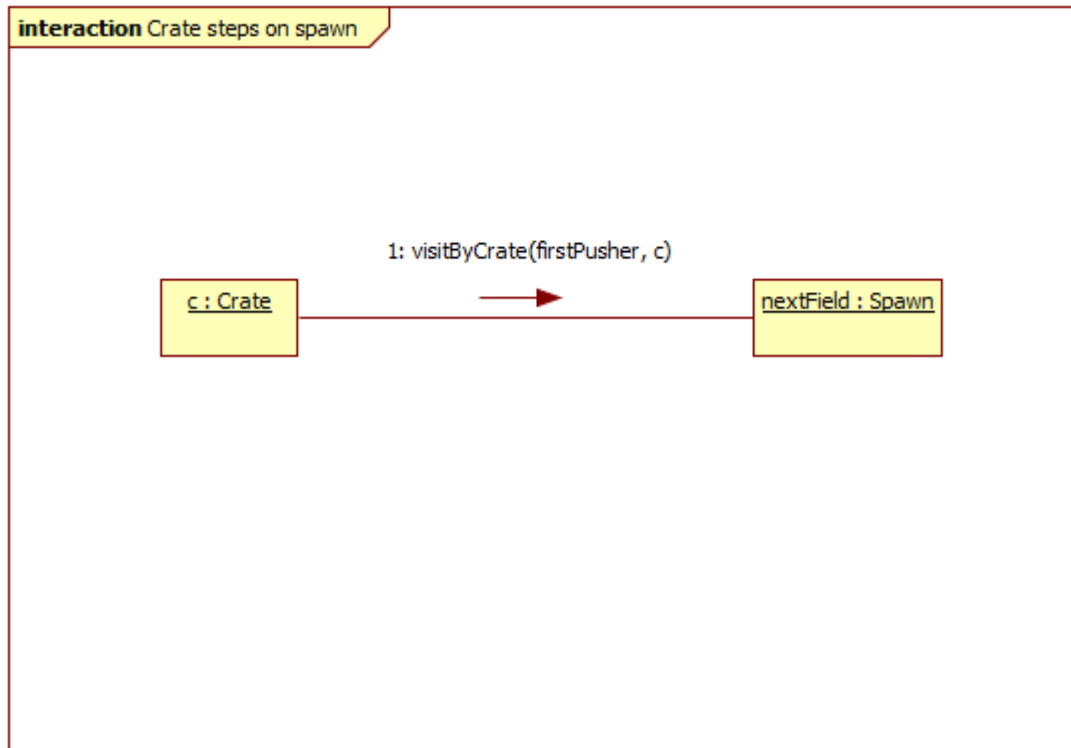 interaction Crate steps on spawn
1: visitByCrate(firstPusher, c)
c : Crate
nextField : Spawn